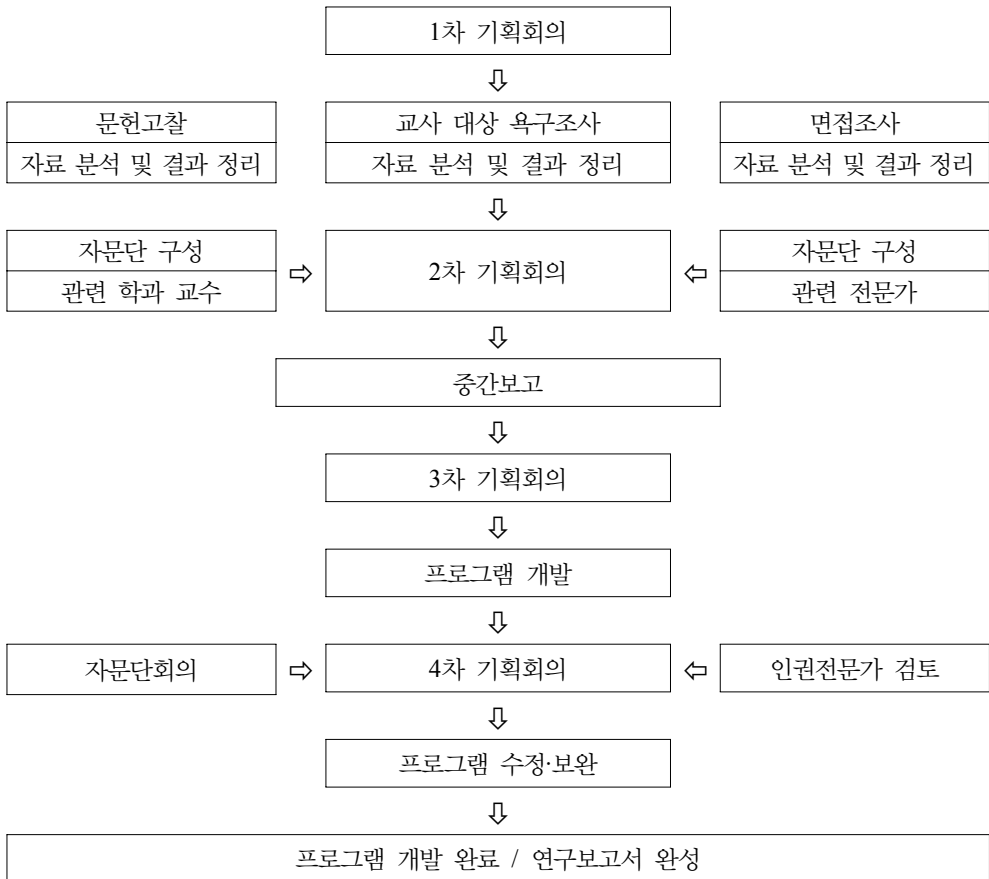 1차 기획회의
⇩
문헌고찰 교사 대상 욕구조사 면접조사
자료 분석 및 결과 정리 자료 분석 및 결과 정리 자료 분석 및 결과 정리
⇩
자문단 구성 자문단 구성
⇨ 2차 기획회의 ⇦
관련 학과 교수 관련 전문가
⇩
중간보고
⇩
3차 기획회의
⇩
프로그램 개발
⇩
자문단회의 ⇨ 4차 기획회의 ⇦ 인권전문가 검토
⇩
프로그램 수정·보완
⇩
프로그램 개발 완료 / 연구보고서 완성